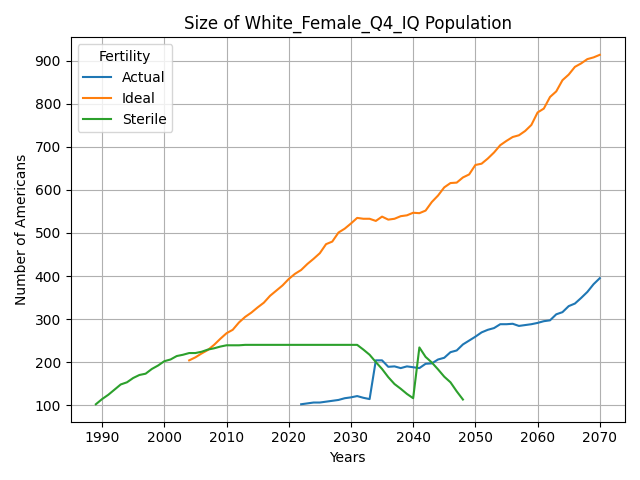 Size of White_Female_Q4_IQ Population
Fertility
Actual
Ideal
Sterile
Number of Americans
900
800
700
600
500
400
300
200
100
1990 2000 2010 2020 2030 2040 2050 2060 2070
Years